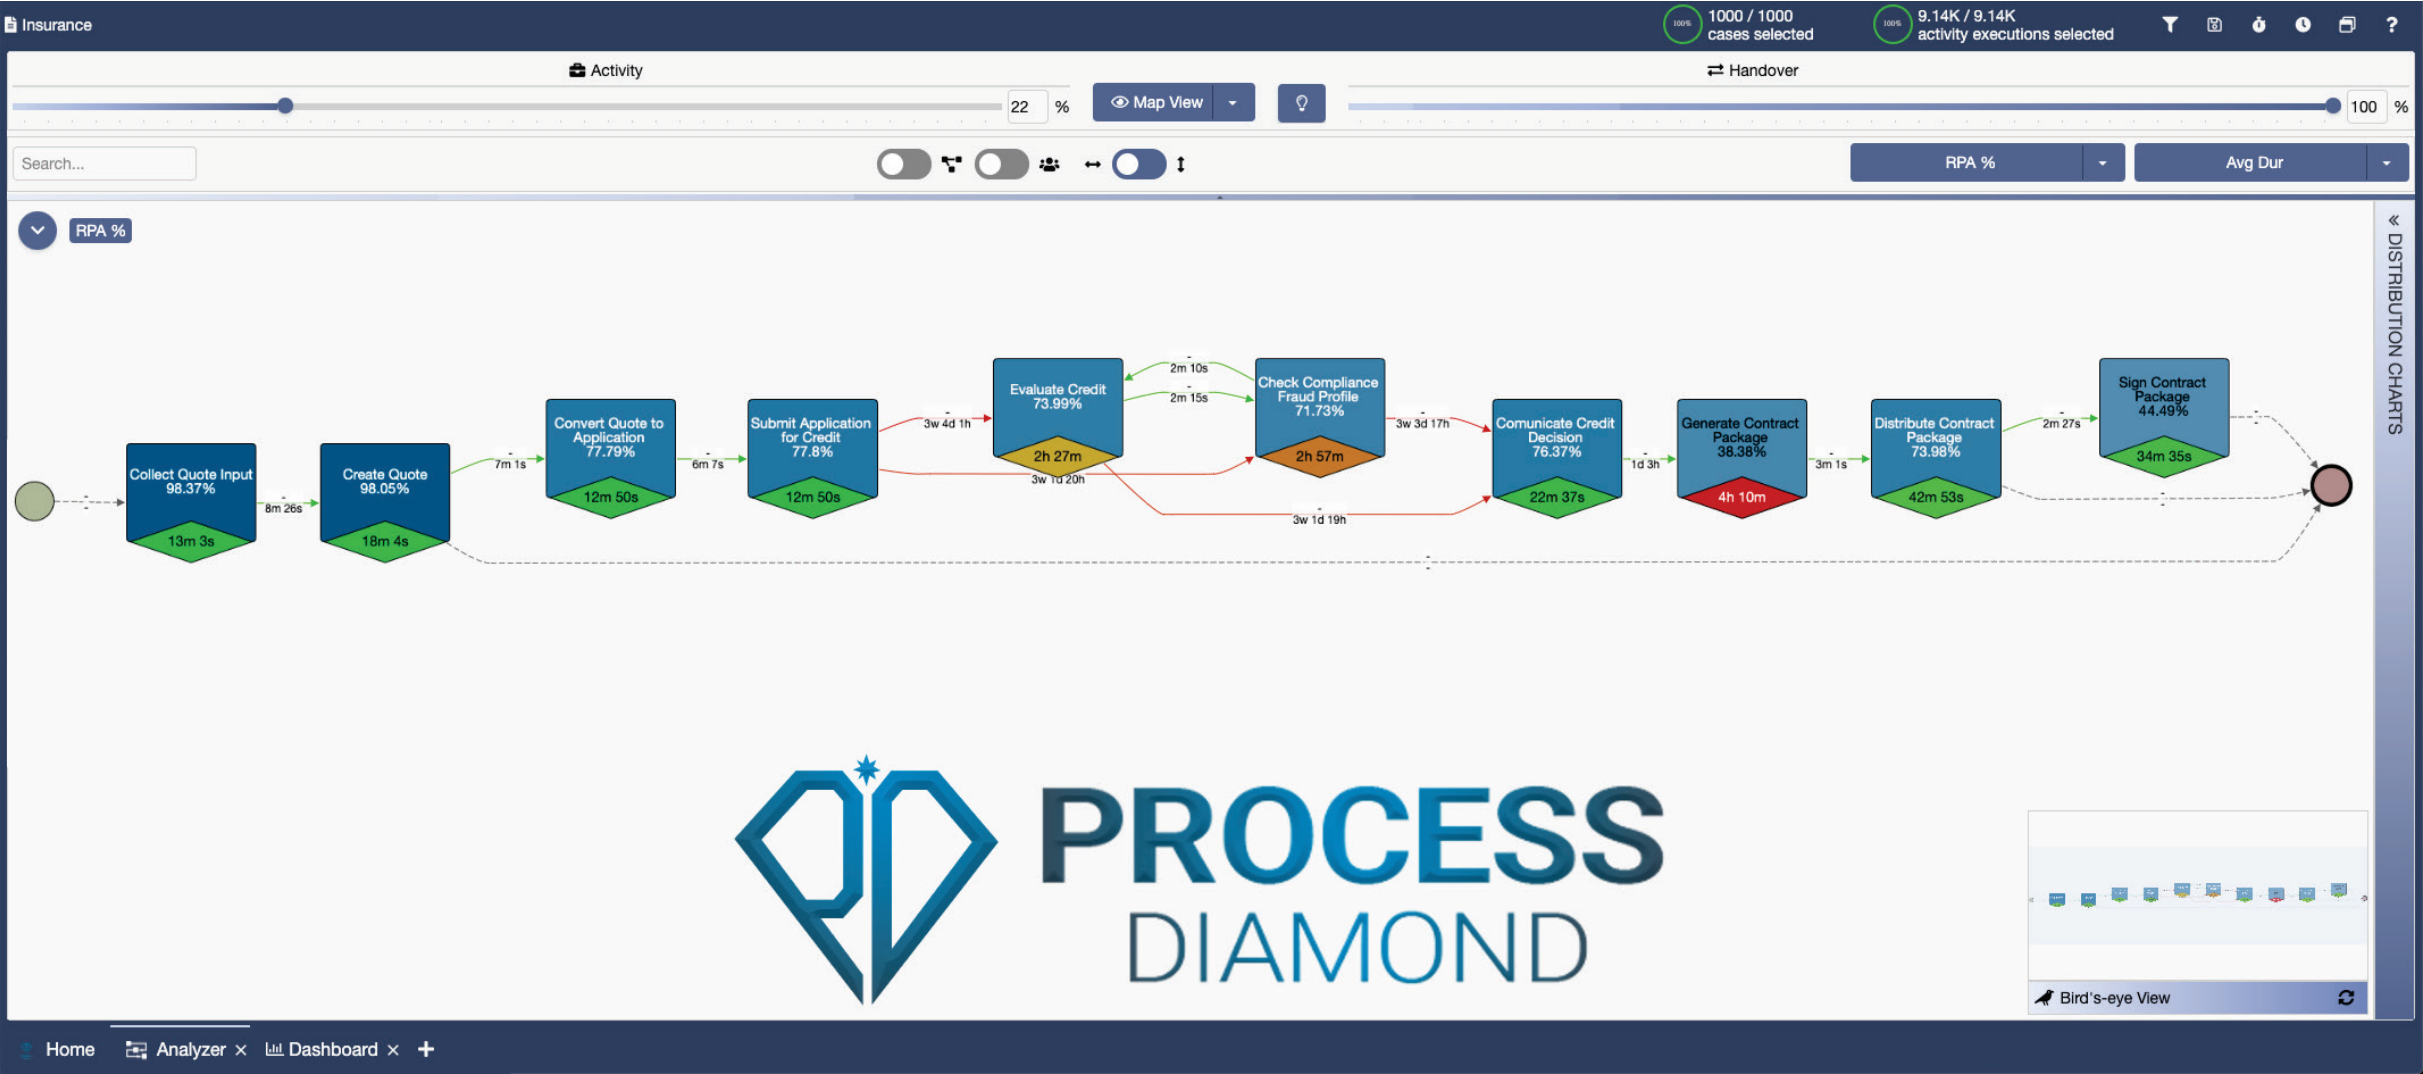 Insurance
100%
1000 / 1000
cases selected
100%
9.14K / 9.14K
activity executions selected
?
Activity
Handover
22 %
Map View
100 %
Search...
RPA %
Avg Dur
RPA %
DISTRIBUTION CHARTS
Collect Quote Input
98.37%
13m 3s
-
-
-
8m 26s
Create Quote
98.05%
18m 4s
-
7m 1s
Convert Quote to
Application
77.79%
12m 50s
-
6m 7s
Submit Application
for Credit
77.8%
12m 50s
-
3w 4d 1h
3w 1d 20h
Evaluate Credit
73.99%
2h 27m
-
2m 10s
-
2m 15s
Check Compliance
Fraud Profile
71.73%
2h 57m
-
3w 3d 17h
-
3w 1d 19h
Comunicate Credit
Decision
76.37%
22m 37s
-
1d 3h
Generate Contract
Package
38.38%
4h 10m
-
3m 1s
Distribute Contract
Package
73.98%
42m 53s
-
2m 27s
Sign Contract
Package
44.49%
34m 35s
-
-
-
-
-
-
PROCESS
DIAMOND
Bird's-eye View
Home
Analyzer ×
Dashboard ×
+